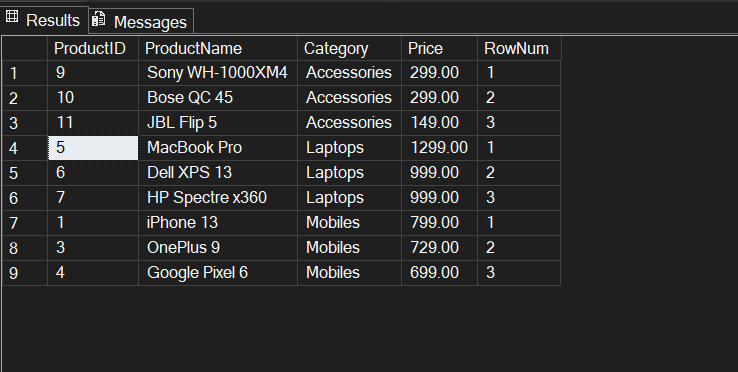 Results Messages
ProductID ProductName Category Price RowNum
1 9 Sony WH-1000XM4 Accessories 299.00 1
2 10 Bose QC 45 Accessories 299.00 2
3 11 JBL Flip 5 Accessories 149.00 3
4 5 MacBook Pro Laptops 1299.00 1
5 6 Dell XPS 13 Laptops 999.00 2
6 7 HP Spectre x360 Laptops 999.00 3
7 1 iPhone 13 Mobiles 799.00 1
8 3 OnePlus 9 Mobiles 729.00 2
9 4 Google Pixel 6 Mobiles 699.00 3